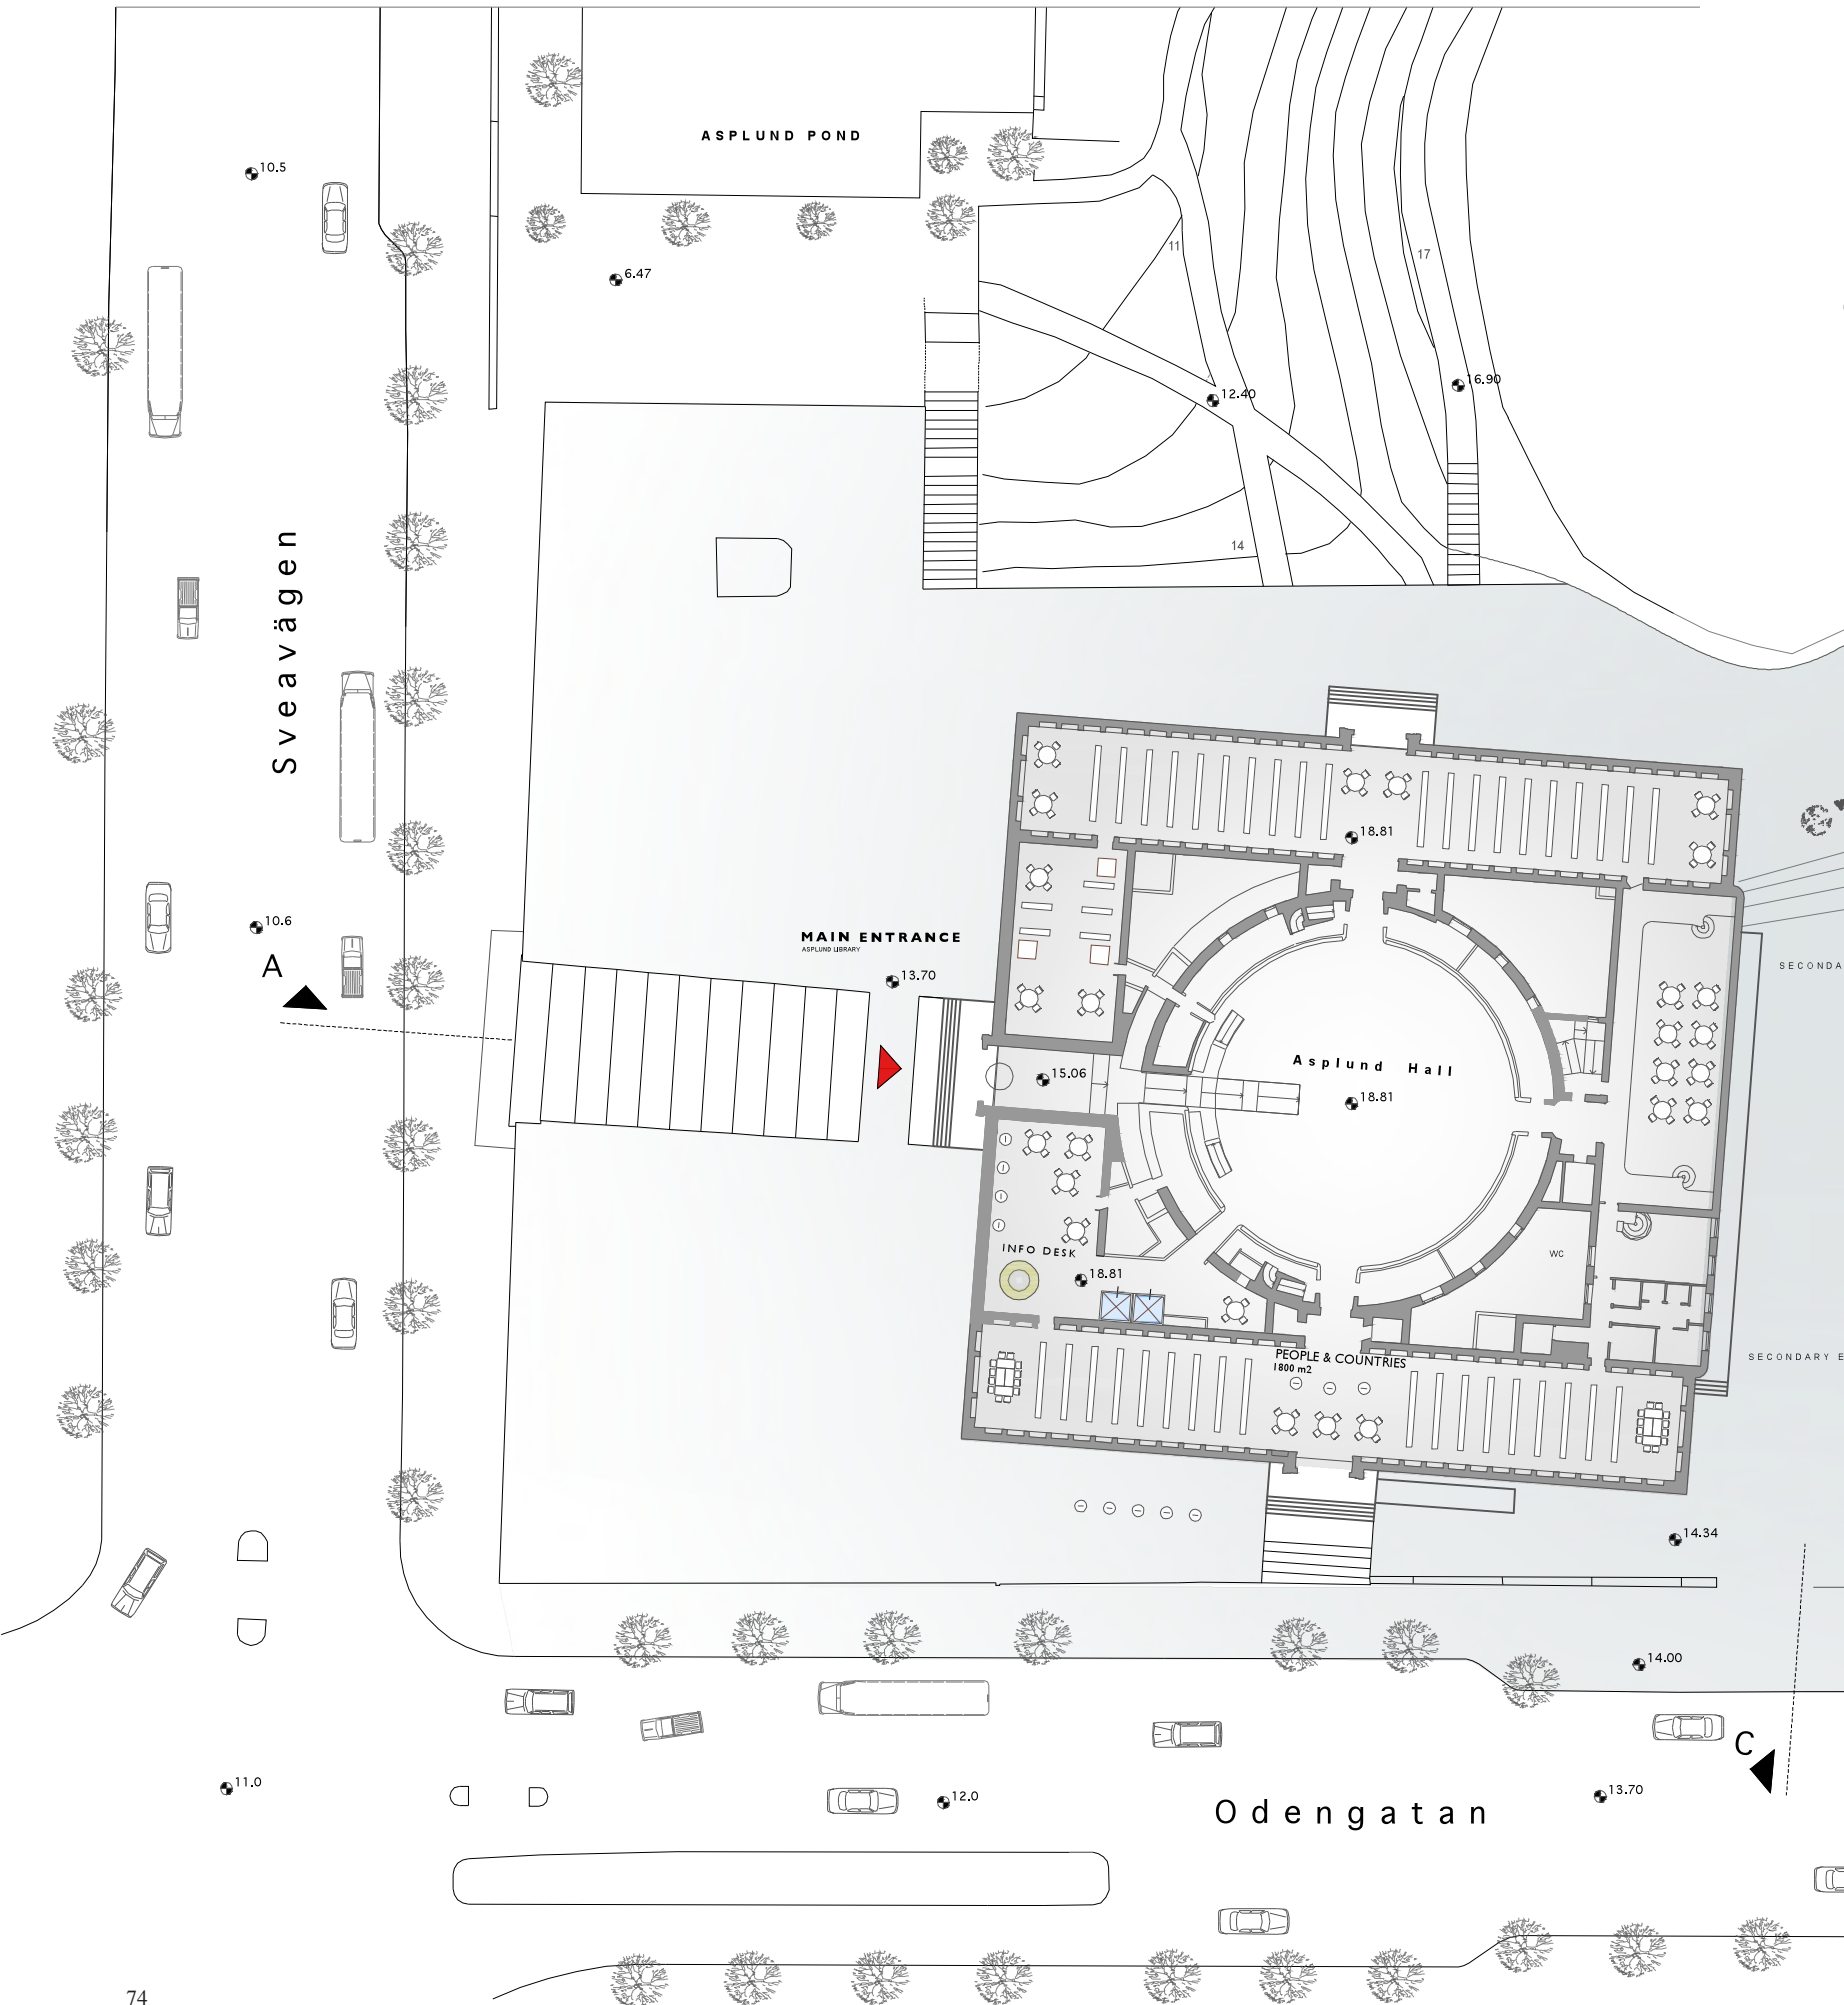 ASPLUND POND
10.5
11
17
6.47
16.90
12.40
14
Sveavägen
18.81
10.6
MAIN ENTRANCE
ASPLUND LIBRARY
A
13.70
SECONDA
Asplund Hall
15.06
18.81
INFO DESK
WC
18.81
PEOPLE & COUNTRIES
1800 m2
SECONDARY E
14.34
14.00
C
11.0
12.0
13.70
Odengatan
74